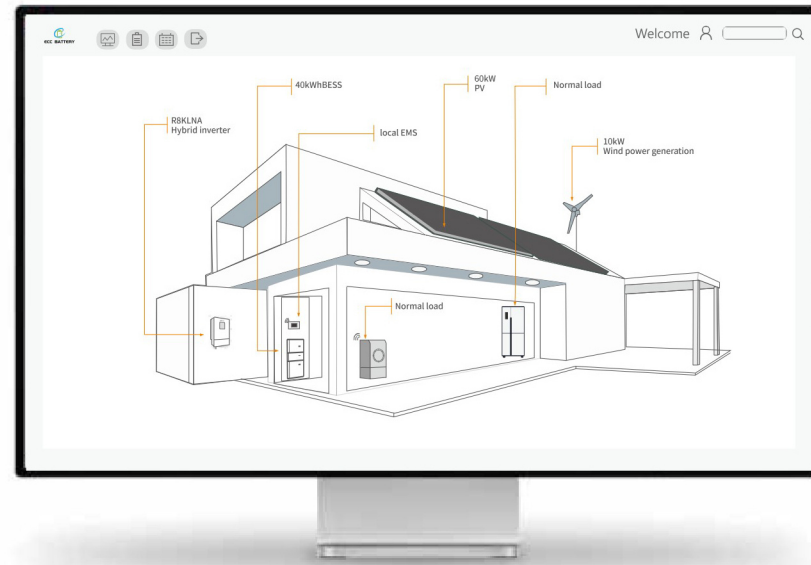 ECC BATTERY
Welcome
40kWhBESS
60kW
PV
Normal load
R8KLNA
Hybrid inverter
local EMS
10kW
Wind power generation
Normal load